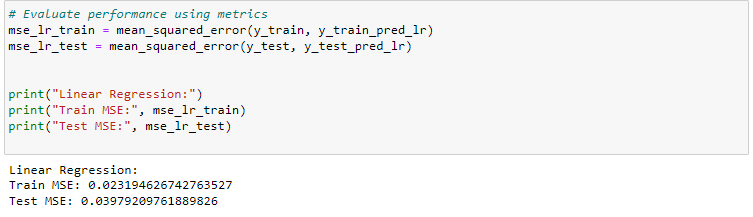 # Evaluate performance using metrics
mse_lr_train = mean_squared_error(y_train, y_train_pred_lr)
mse_lr_test = mean_squared_error(y_test, y_test_pred_lr)
print("Linear Regression:")
print("Train MSE:", mse_lr_train)
print("Test MSE:", mse_lr_test)
Linear Regression:
Train MSE: 0.023194626742763527
Test MSE: 0.03979209761889826